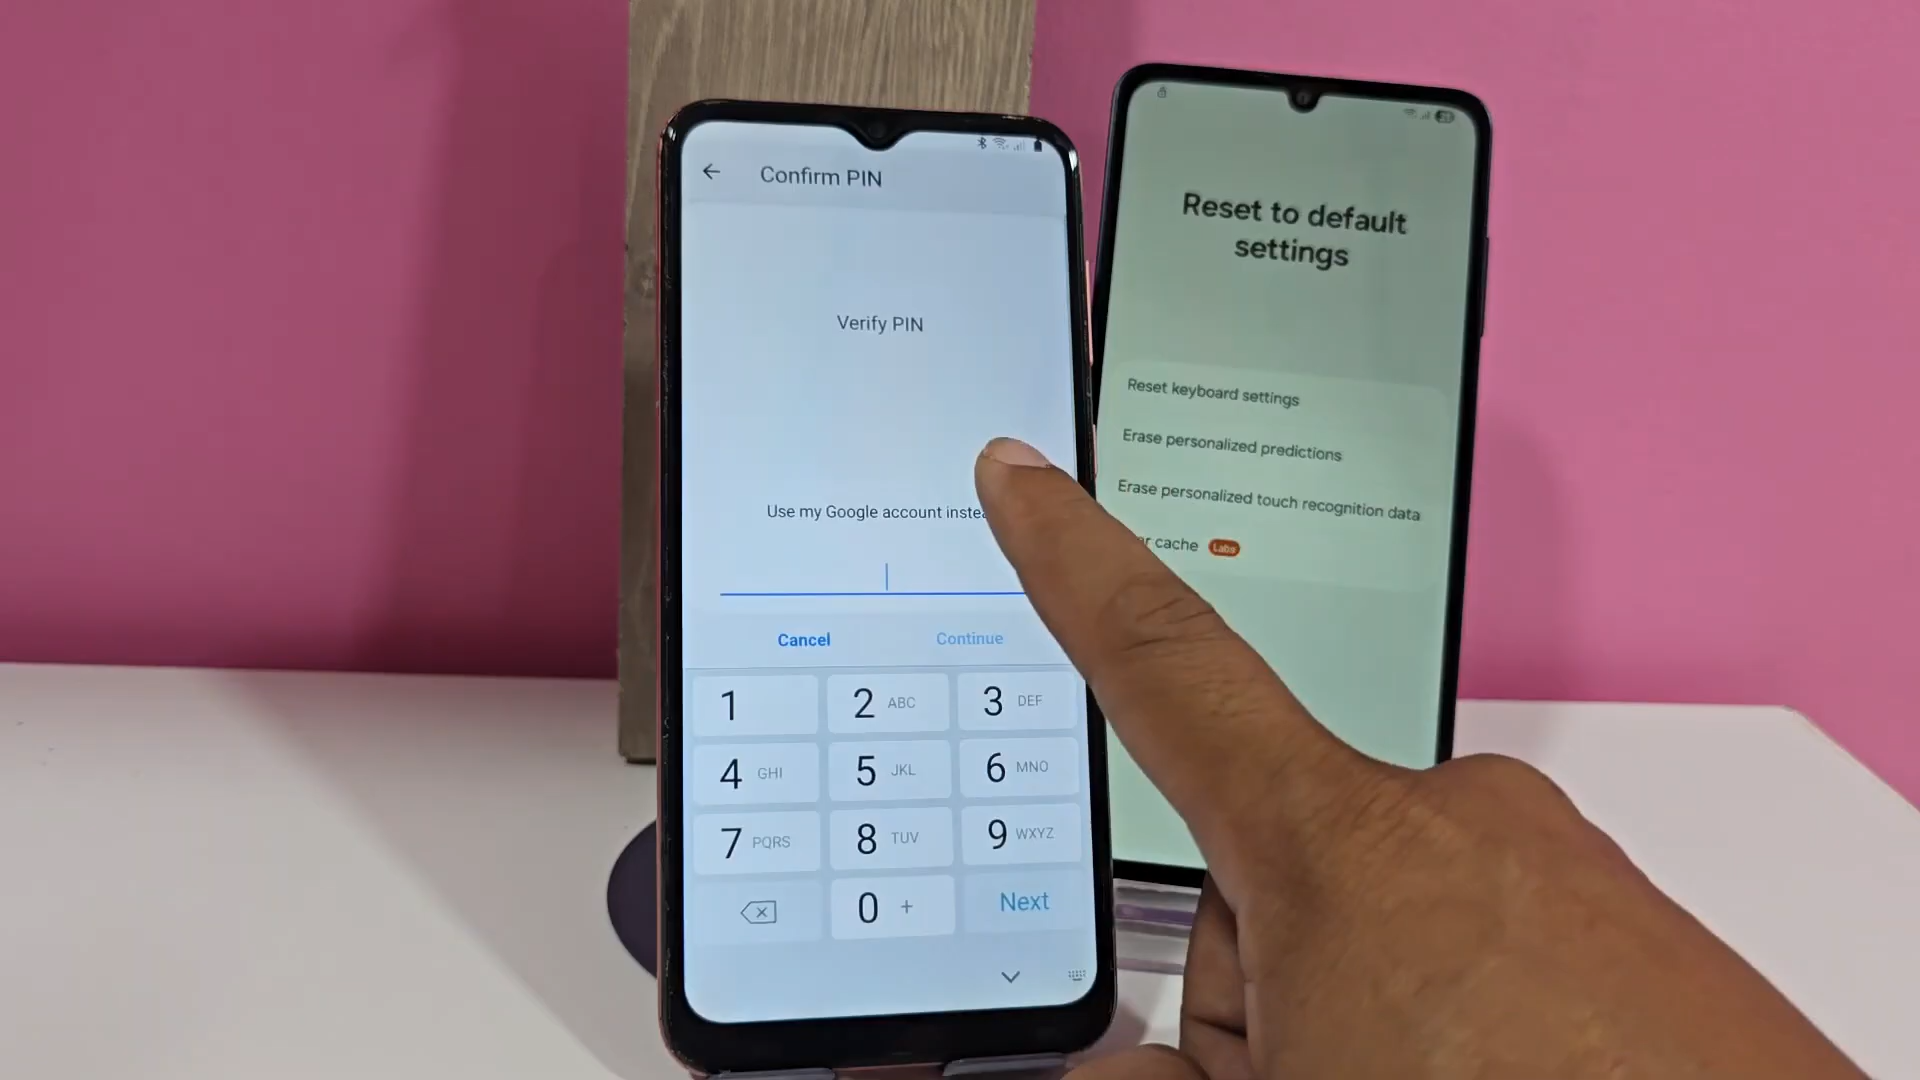 Confirm PIN
Verify PIN
Use my Google account
Cancel
Continue
1
2 ABC
3 DEF
4 GHI
5 JKL
6 MNO
7 PQRS
8 TUV
9 WXYZ
0 +
Next
Reset to default
settings
Reset keyboard settings
Erase personalized predictions
Erase personalized touch recognition data
cache Labs